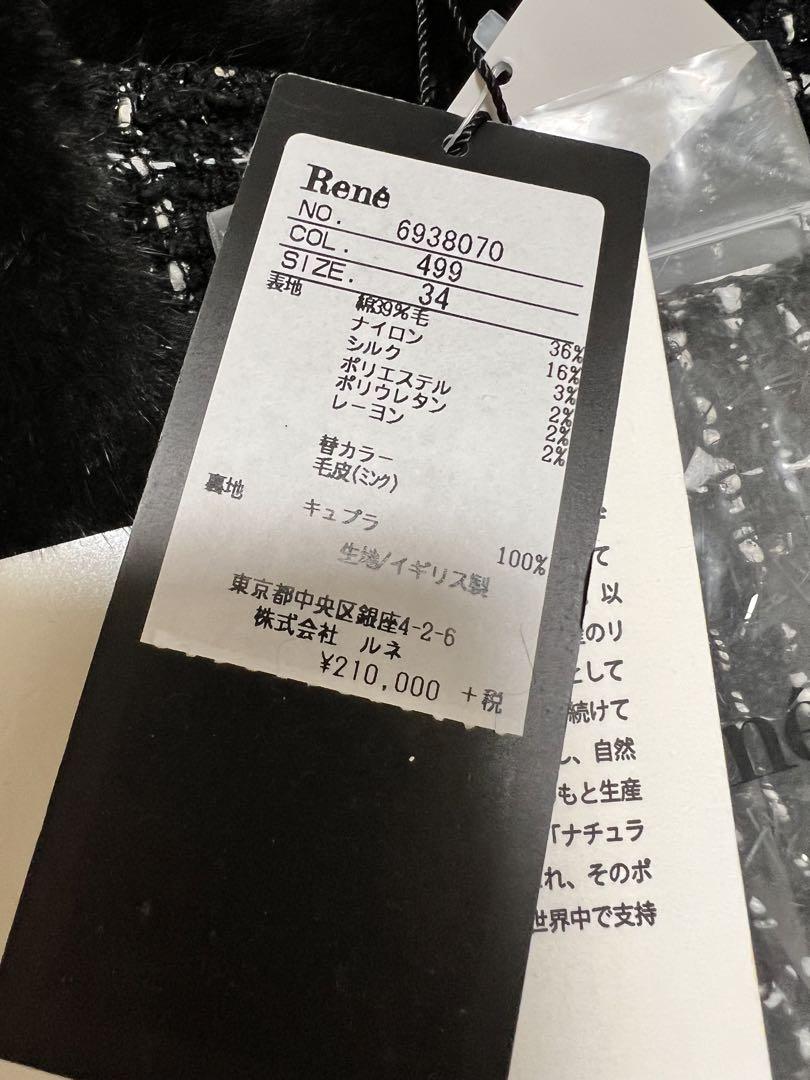 René
NO. 6938070
COL. 499
SIZE. 34
表地 綿39%毛 36%
ナイロン 16%
シルク 3%
ポリエステル 2%
ポリウレタン 2%
レーヨン 2%
替カラー
毛皮(ミンク)
裏地 キュプラ 100%
生地/イギリス製
東京都中央区銀座4-2-6
株式会社 ルネ
¥210,000 +税
て
以
のリ
として
続けて
し、自然
もと生産
「ナチュラ
れ、そのポ
世界中で支持